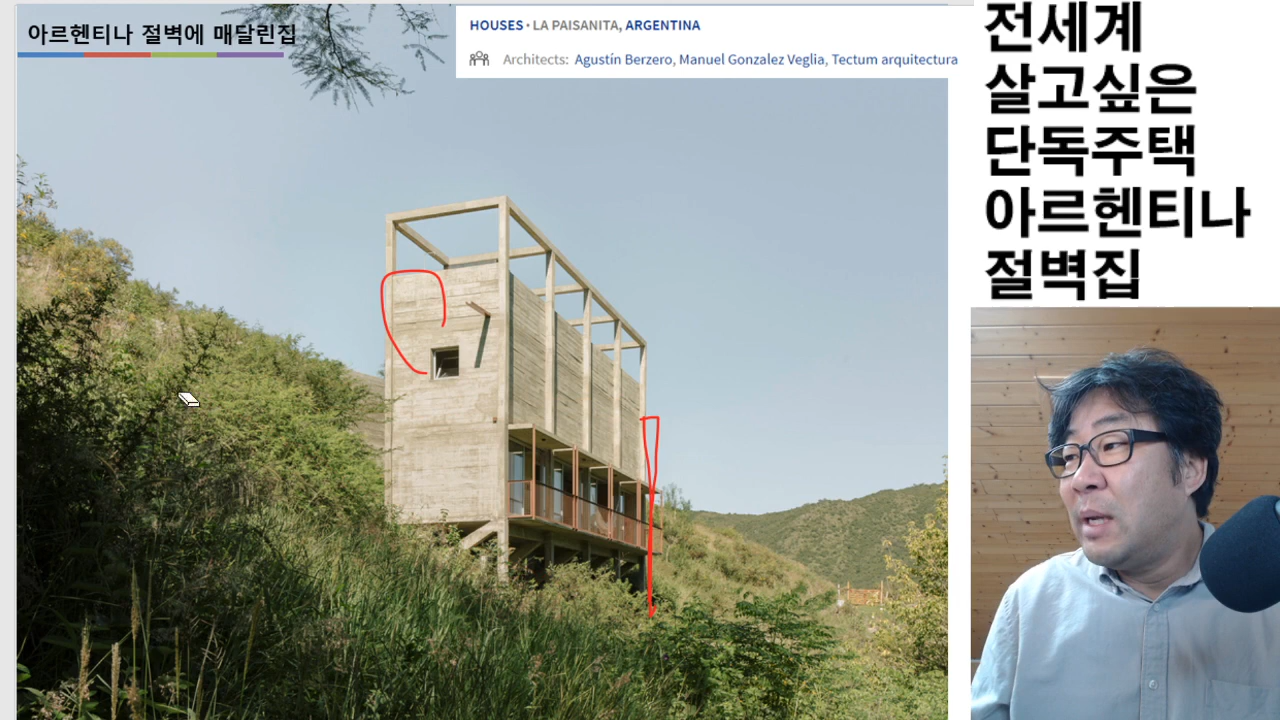 아르헨티나 절벽에 매달린집
HOUSES · LA PAISANITA, ARGENTINA
Architects: Agustín Berzero, Manuel Gonzalez Veglia, Tectum arquitectura
전세계
살고싶은
단독주택
아르헨티나
절벽집